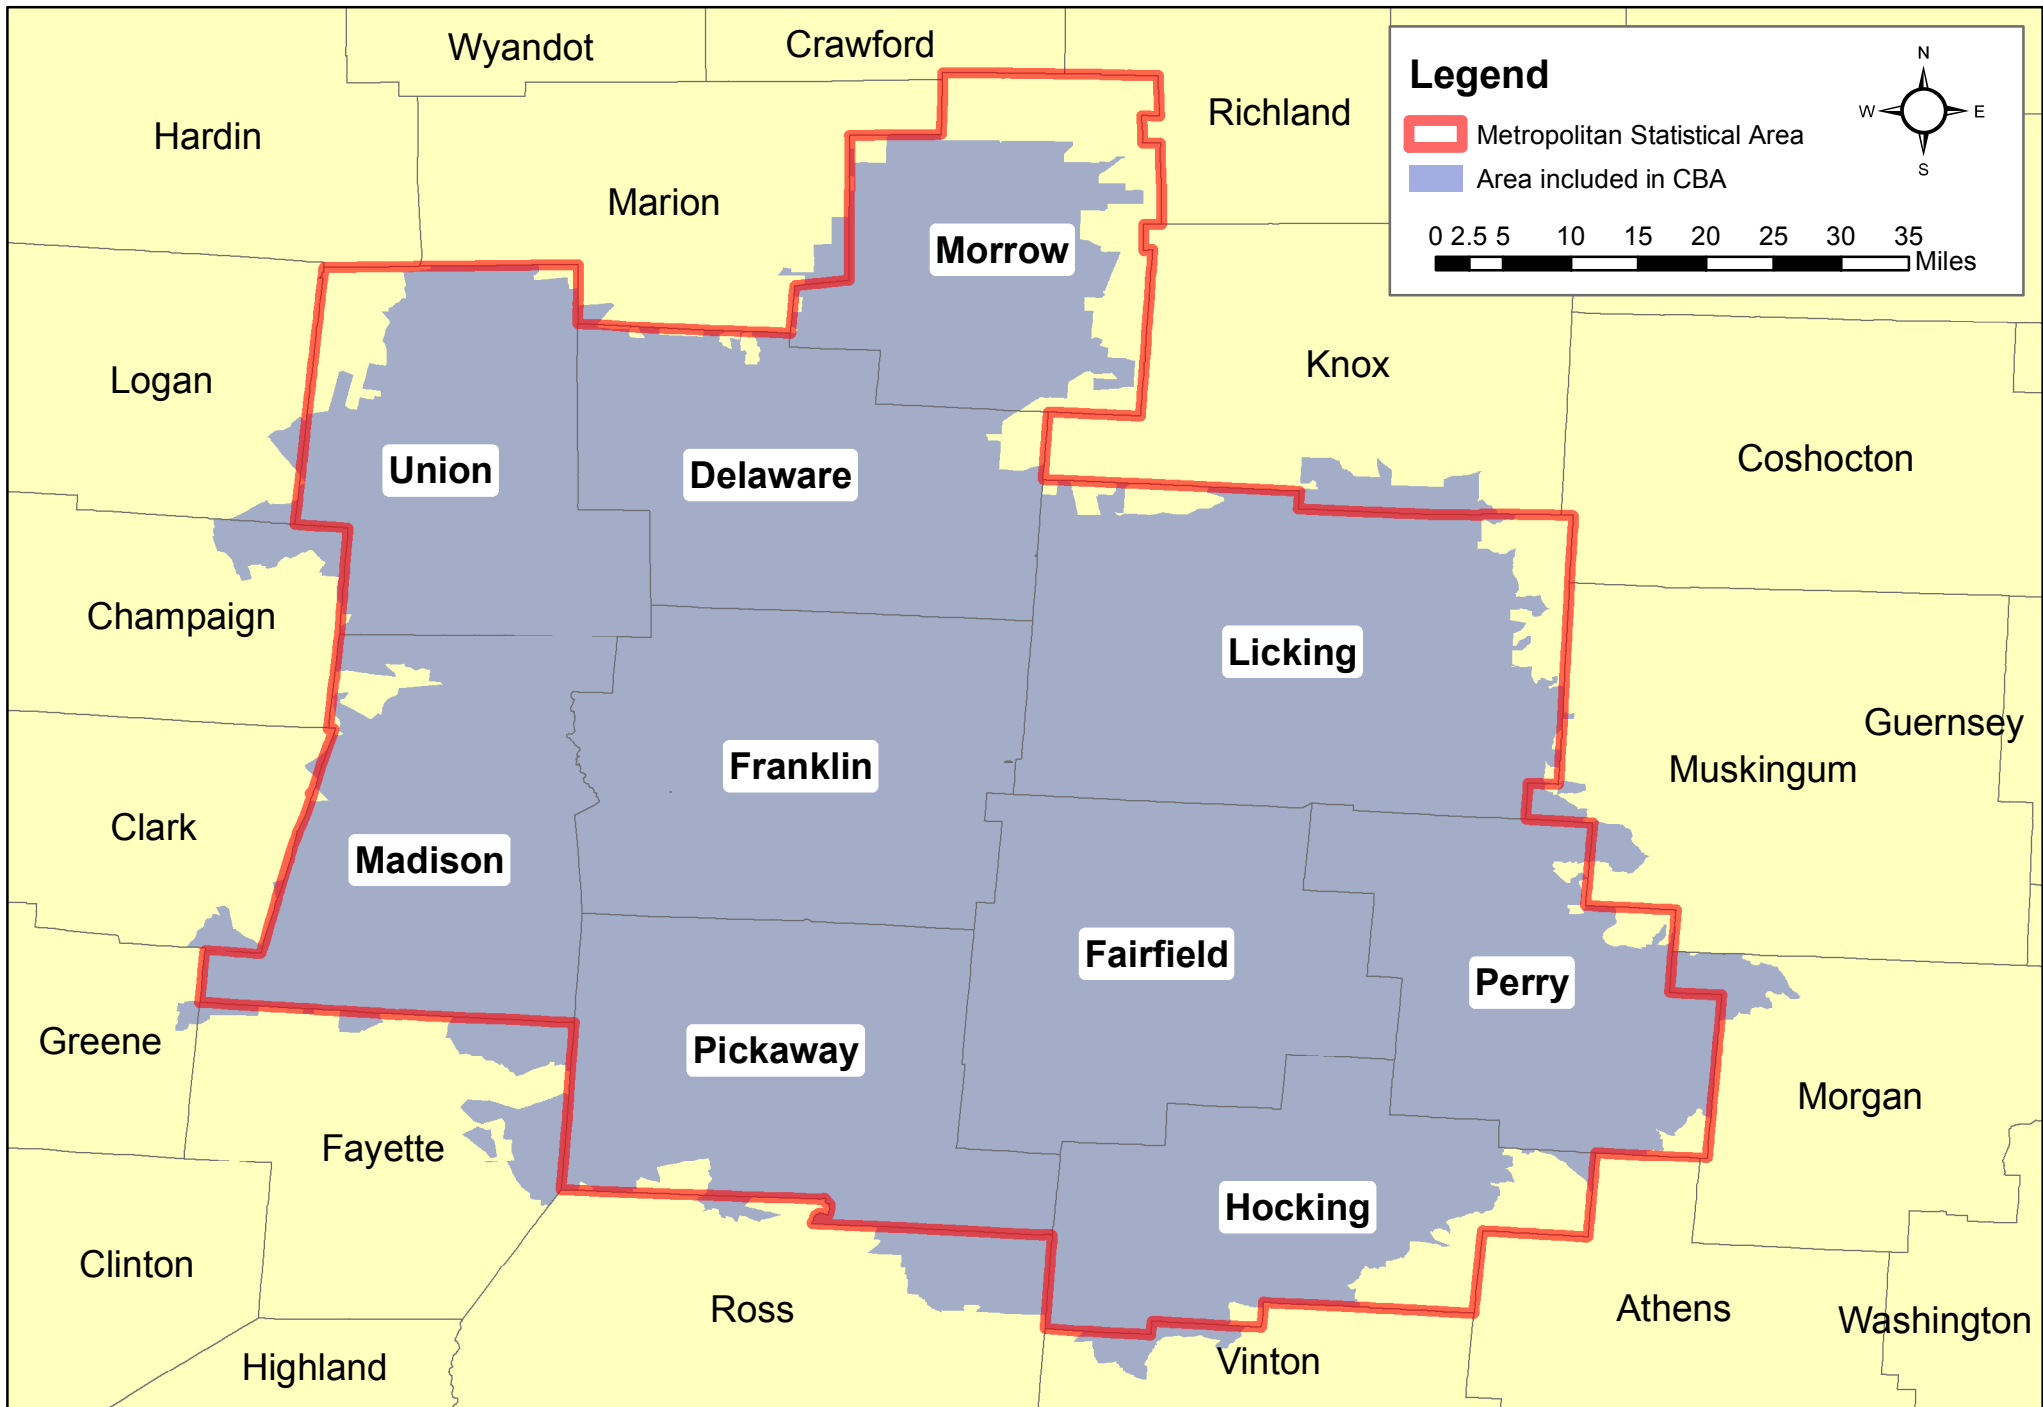 Wyandot
Crawford
Hardin
Richland
Marion
Morrow
Logan
Knox
Union
Delaware
Coshocton
Champaign
Licking
Guernsey
Franklin
Muskingum
Clark
Madison
Fairfield
Perry
Greene
Pickaway
Morgan
Fayette
Hocking
Clinton
Ross
Athens
Washington
Highland
Vinton
Legend
N
W E
S
Metropolitan Statistical Area
Area included in CBA
0 2.5 5 10 15 20 25 30 35
Miles